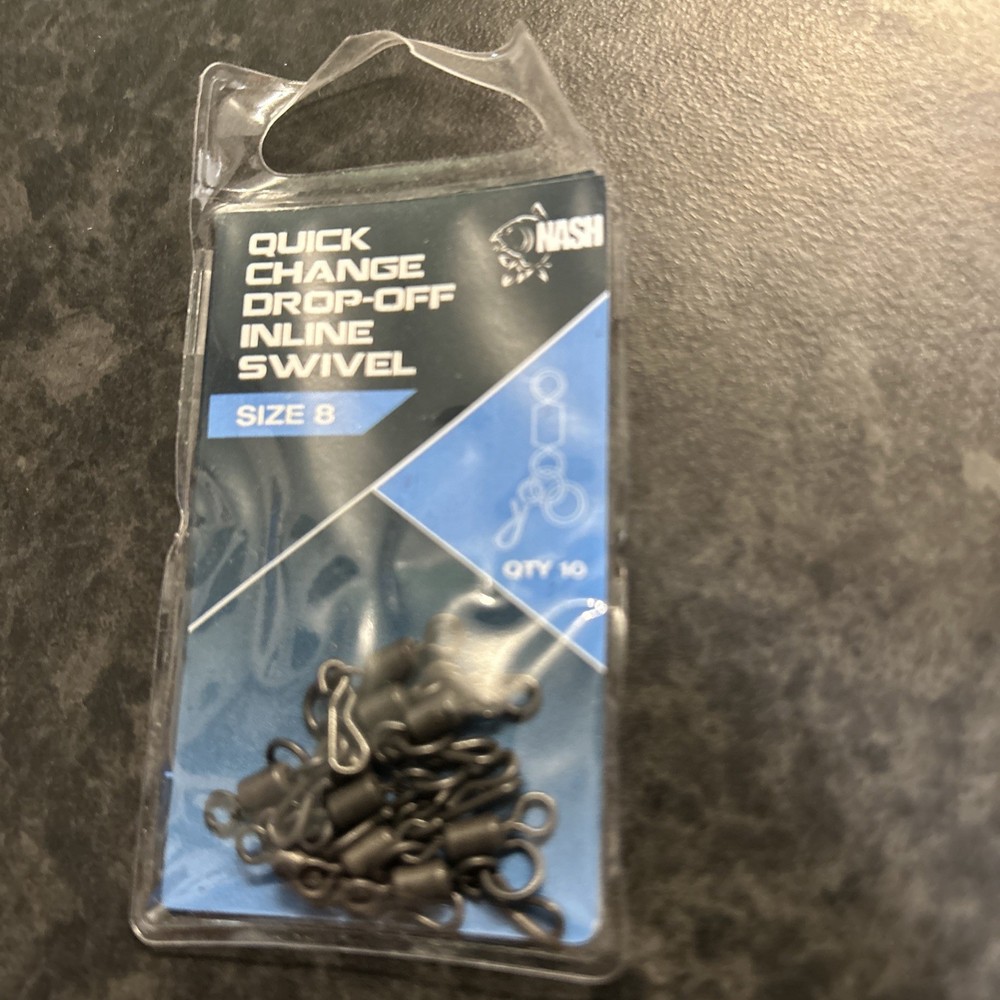 NASH
QUICK
CHANGE
DROP-OFF
INLINE
SWIVEL
SIZE 8
QTY 10